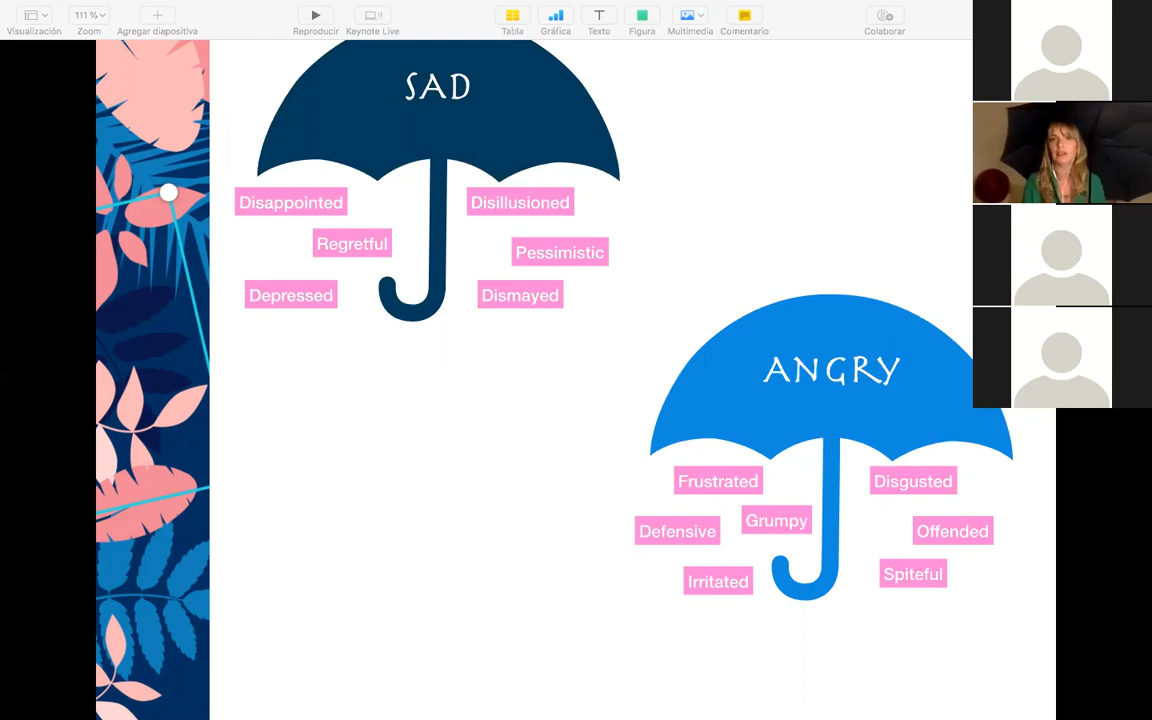 111 %
Visualización
Zoom
Agregar diapositiva
Reproducir
Keynote Live
Tabla
Gráfica
Texto
Figura
Multimedia
Comentario
Colaborar
SAD
Disappointed
Disillusioned
Regretful
Pessimistic
Depressed
Dismayed
ANGRY
Frustrated
Disgusted
Grumpy
Defensive
Offended
Irritated
Spiteful